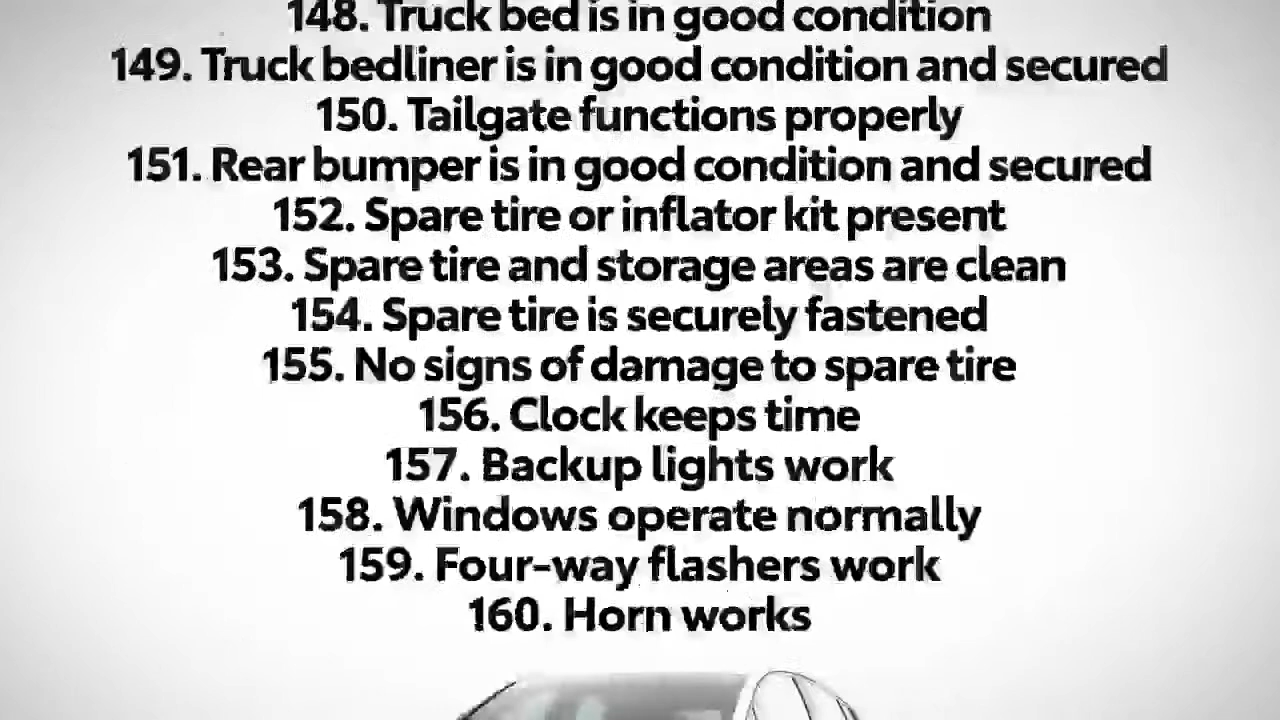 148. Truck bed is in good condition
149. Truck bedliner is in good condition and secured
150. Tailgate functions properly
151. Rear bumper is in good condition and secured
152. Spare tire or inflator kit present
153. Spare tire and storage areas are clean
154. Spare tire is securely fastened
155. No signs of damage to spare tire
156. Clock keeps time
157. Backup lights work
158. Windows operate normally
159. Four-way flashers work
160. Horn works